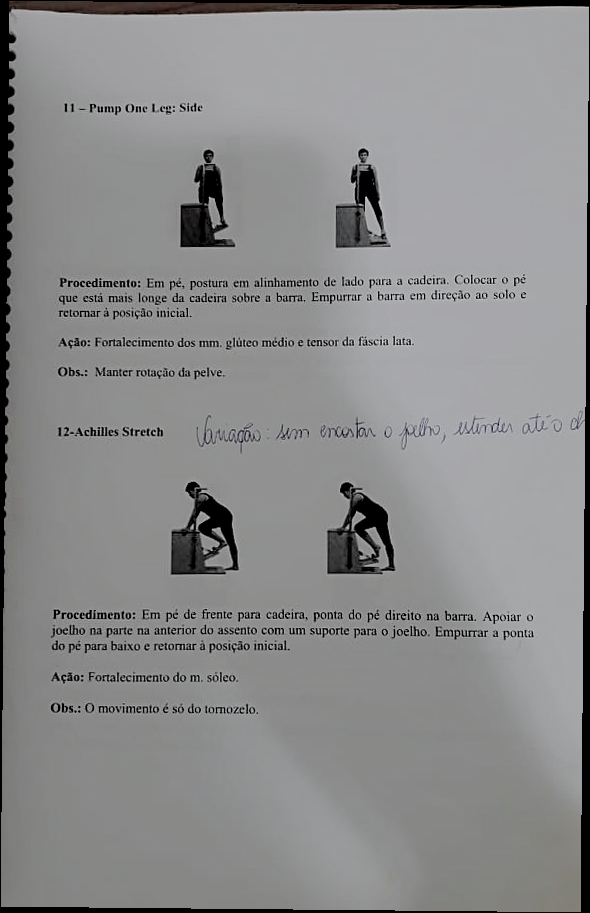 11 – Pump One Leg: Side
Procedimento: Em pé, postura em alinhamento de lado para a cadeira. Colocar o pé
que está mais longe da cadeira sobre a barra. Empurrar a barra em direção ao solo e
retornar à posição inicial.
Ação: Fortalecimento dos mm. glúteo médio e tensor da fáscia lata.
Obs.: Manter rotação da pelve.
12-Achilles Stretch Variação: sem encostar o joelho, estender até o ch
Procedimento: Em pé de frente para cadeira, ponta do pé direito na barra. Apoiar o
joelho na parte na anterior do assento com um suporte para o joelho. Empurrar a ponta
do pé para baixo e retornar à posição inicial.
Ação: Fortalecimento do m. sóleo.
Obs.: O movimento é só do tornozelo.